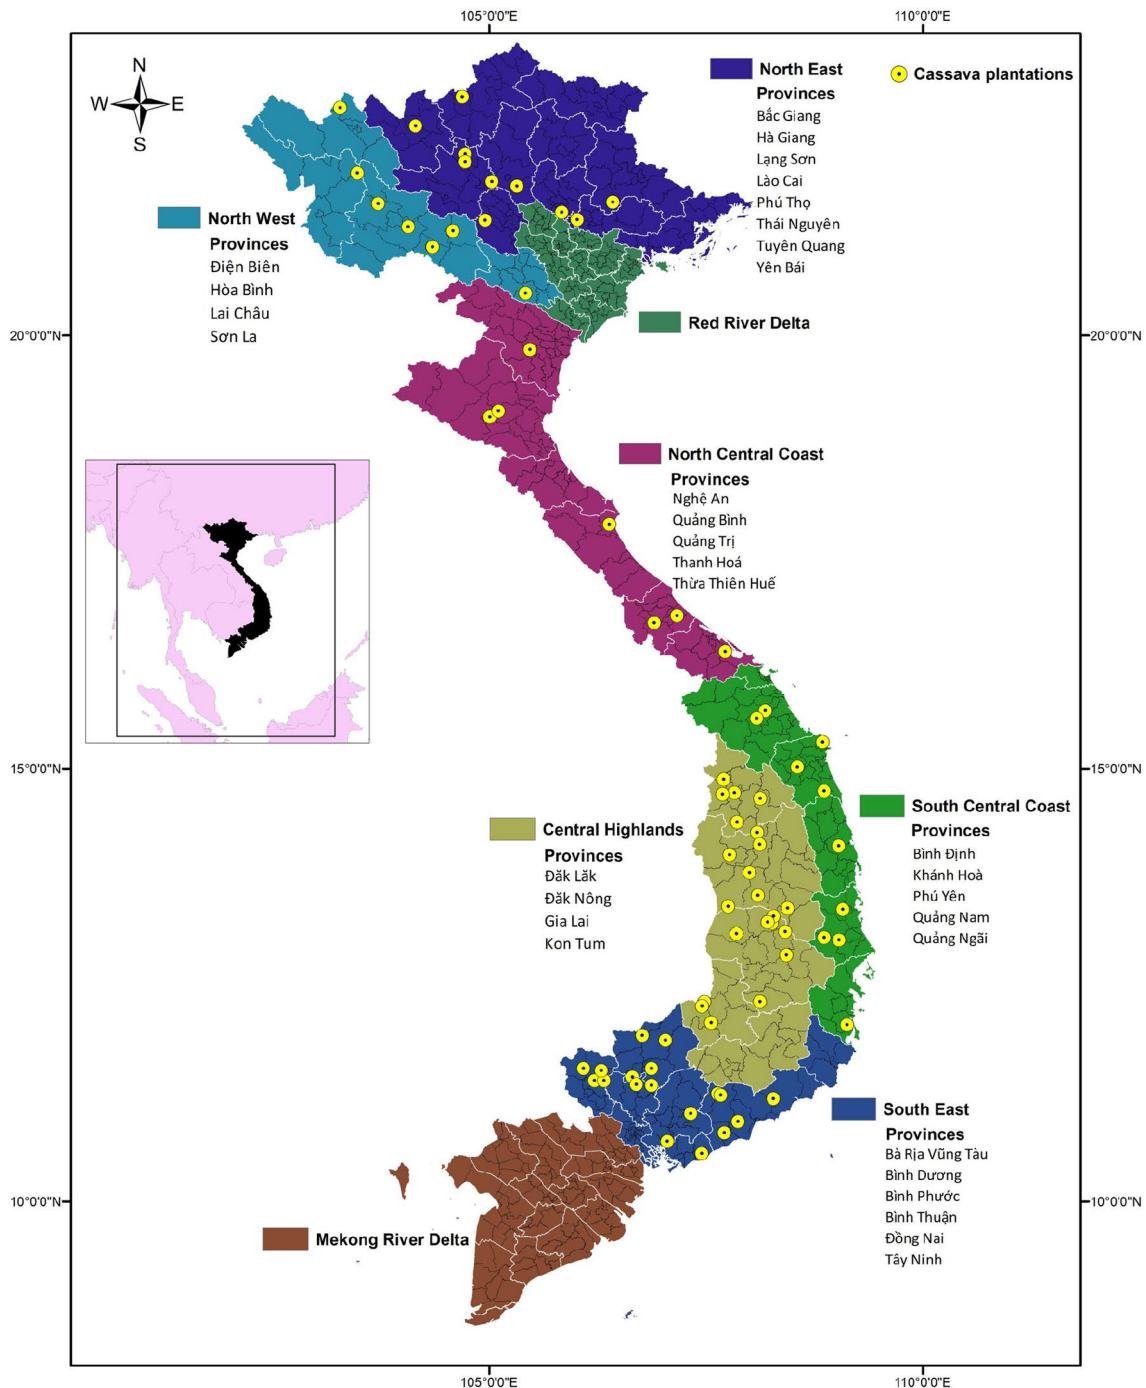 105°0'0"E
110°0'0"E
N
W
E
S
North East
Provinces
Bắc Giang
Hà Giang
Lạng Sơn
Lào Cai
Phú Thọ
Thái Nguyên
Tuyên Quang
Yên Bái
Cassava plantations
North West
Provinces
Điện Biên
Hòa Bình
Lai Châu
Sơn La
Red River Delta
20°0'0"N
20°0'0"N
North Central Coast
Provinces
Nghệ An
Quảng Bình
Quảng Trị
Thanh Hoá
Thừa Thiên Huế
15°0'0"N
15°0'0"N
South Central Coast
Provinces
Bình Định
Khánh Hoà
Phú Yên
Quảng Nam
Quảng Ngãi
Central Highlands
Provinces
Đăk Lăk
Đăk Nông
Gia Lai
Kon Tum
South East
Provinces
Bà Rịa Vũng Tàu
Bình Dương
Bình Phước
Bình Thuận
Đồng Nai
Tây Ninh
10°0'0"N
10°0'0"N
Mekong River Delta
105°0'0"E
110°0'0"E